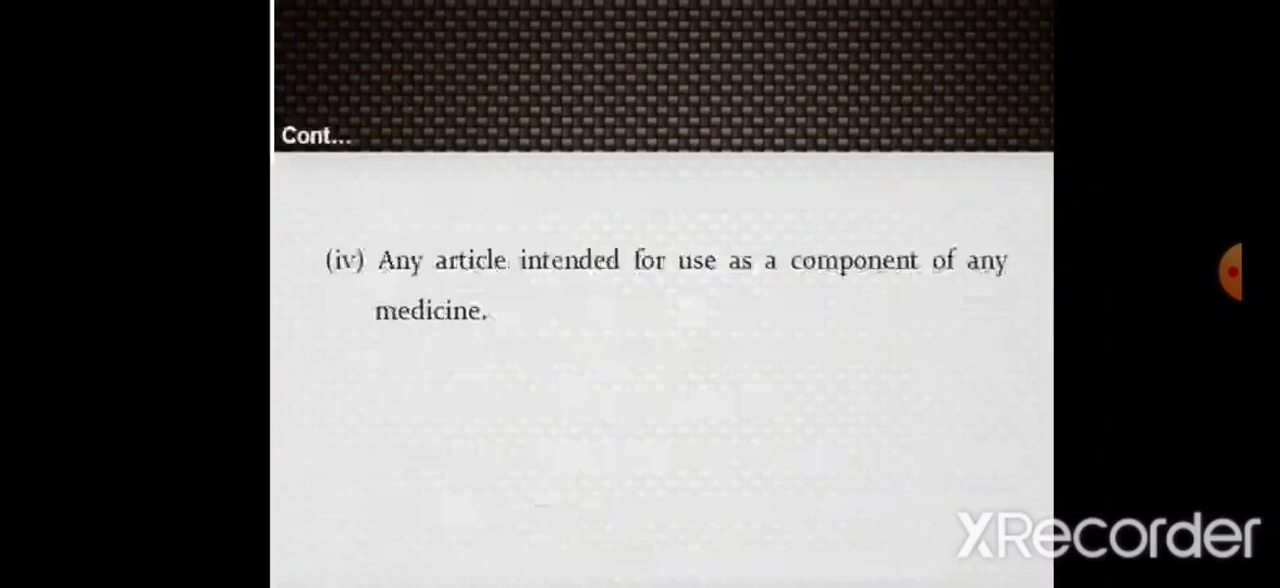 Cont...
(iv) Any article intended for use as a component of any
medicine.
XRecorder